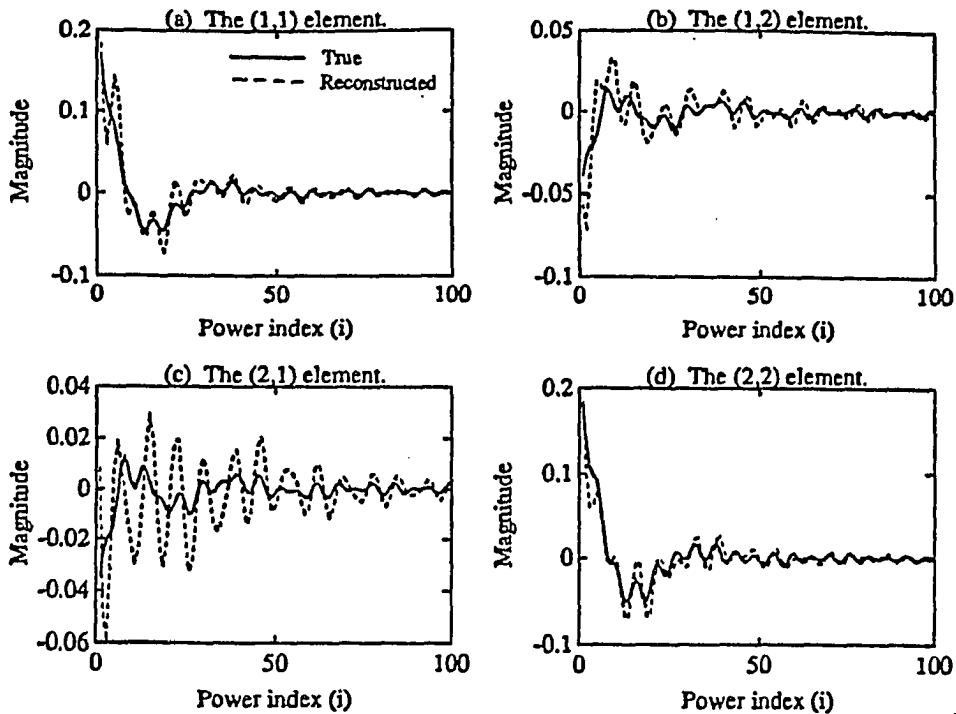 (a) The (1,1) element.
0.2
0.1
0
-0.1
Magnitude
True
Reconstructed
0
50
100
Power index (i)
(b) The (1,2) element.
0.05
0
-0.05
-0.1
Magnitude
0
50
100
Power index (i)
(c) The (2,1) element.
0.04
0.02
0
-0.02
-0.04
-0.06
Magnitude
0
50
100
Power index (i)
(d) The (2,2) element.
0.2
0.1
0
-0.1
Magnitude
0
50
100
Power index (i)